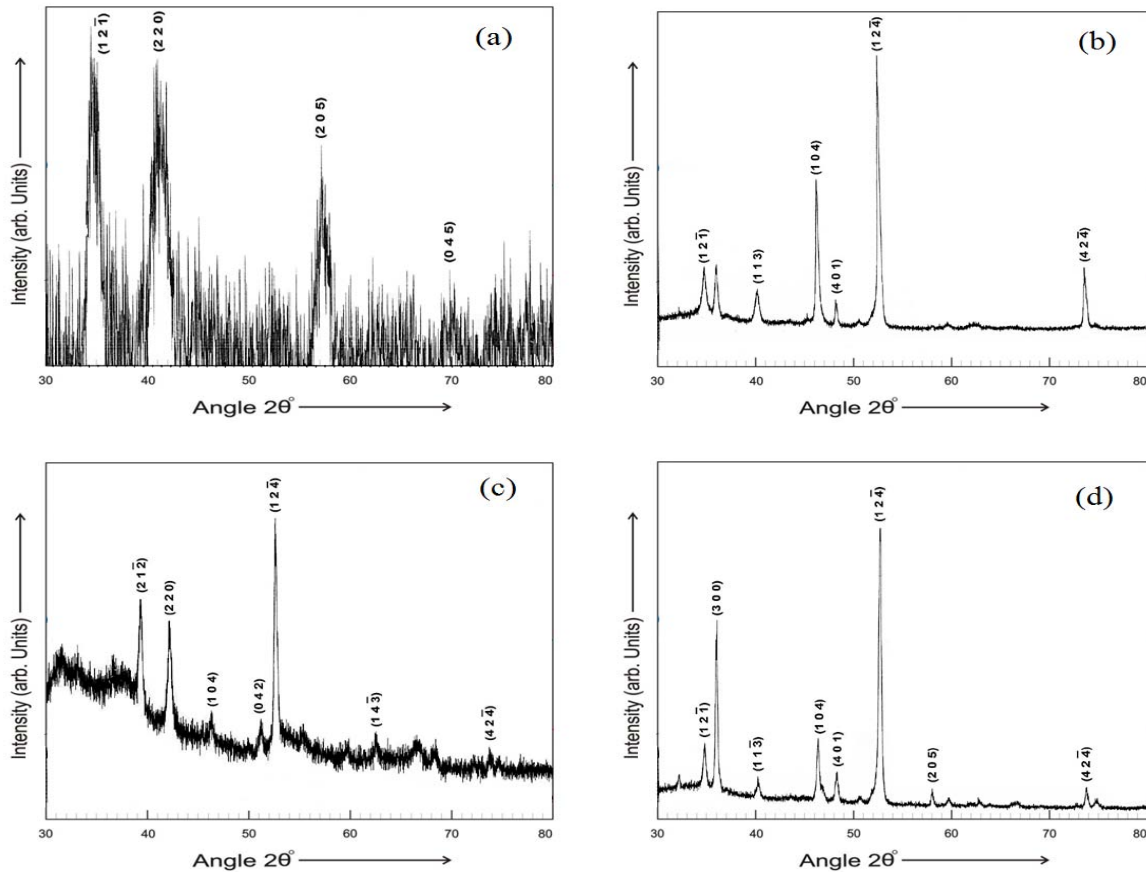 (a)
(1 2 1̄)
(2 2 0)
(2 0 5)
(0 4 5)
Intensity (arb. Units)
30 40 50 60 70 80
Angle 2θ°
(b)
(1 2 1̄)
(1 1 3)
(1 0 4)
(4 0 1)
(1 2 4̄)
(4 2 4̄)
Intensity (arb. Units)
30 40 50 60 70 80
Angle 2θ°
(c)
(2 1 2̄)
(2 2 0)
(1 0 4)
(0 4 2)
(1 2 4̄)
(1 4 3̄)
(4 2 4̄)
Intensity (arb. Units)
30 40 50 60 70 80
Angle 2θ°
(d)
(1 2 1̄)
(3 0 0)
(1 1 3̄)
(1 0 4)
(4 0 1)
(1 2 4̄)
(2 0 5)
(4 2 4̄)
Intensity (arb. Units)
30 40 50 60 70 80
Angle 2θ°